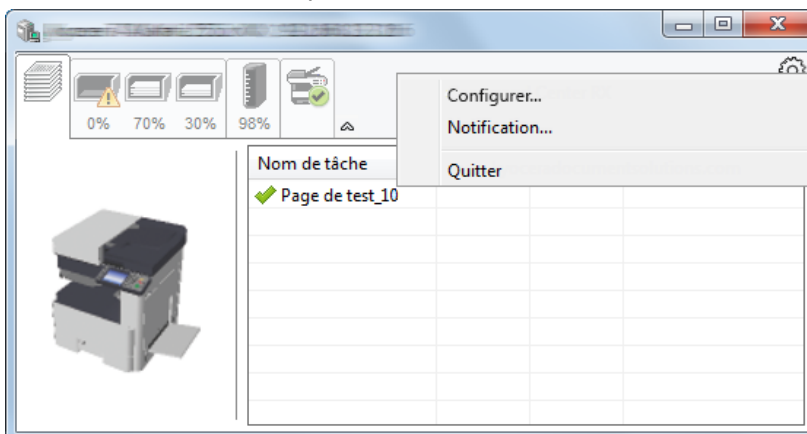 Configurer...
0% 70% 30% 98%
Notification...
Nom de tâche
Quitter
Page de test_10